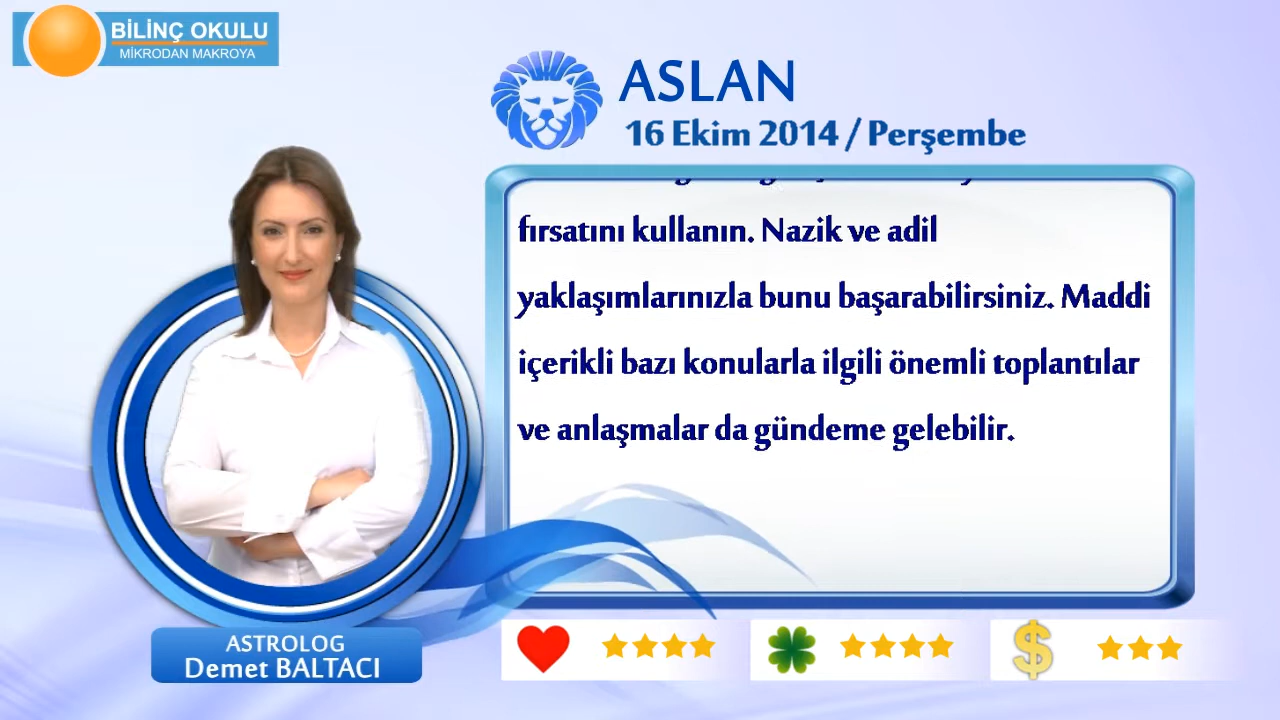 BİLİNÇ OKULU
MİKRODAN MAKROYA
ASLAN
16 Ekim 2014 / Perşembe
fırsatını kullanın. Nazik ve adil
yaklaşımlarınızla bunu başarabilirsiniz. Maddi
içerikli bazı konularla ilgili önemli toplantılar
ve anlaşmalar da gündeme gelebilir.
ASTROLOG
Demet BALTACI